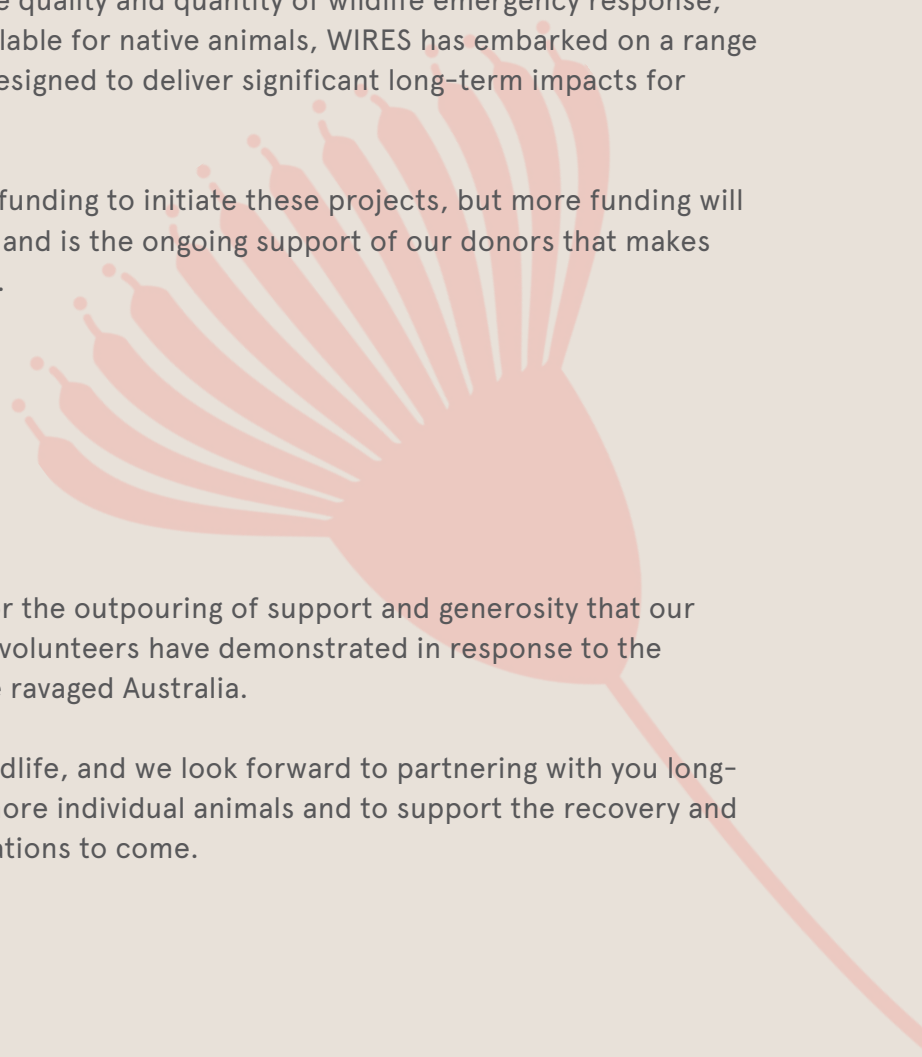 quality and quantity of wildlife emergency response,
lable for native animals, WIRES has embarked on a range
esigned to deliver significant long-term impacts for
funding to initiate these projects, but more funding will
and is the ongoing support of our donors that makes
.
r the outpouring of support and generosity that our
volunteers have demonstrated in response to the
ravaged Australia.
dlife, and we look forward to partnering with you long-
ore individual animals and to support the recovery and
ations to come.